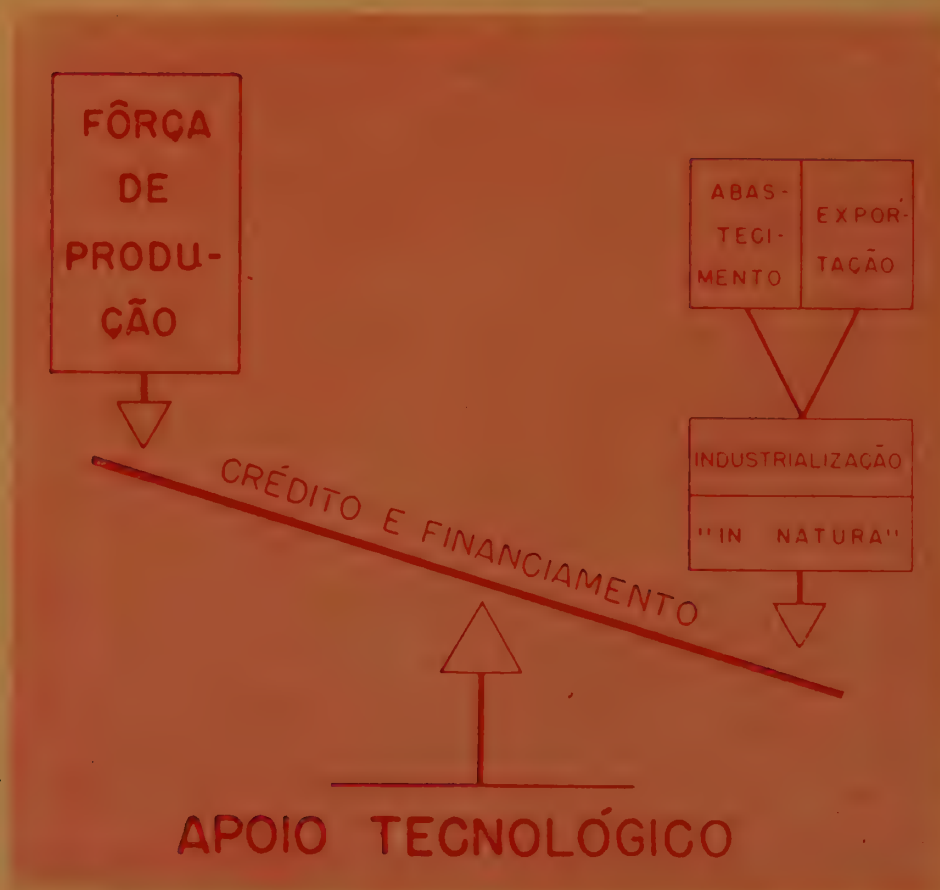 FÔRÇA
DE
PRODU-
ÇÃO
ABAS-
TECI-
MENTO
EXPOR-
TAÇÃO
INDUSTRIALIZAÇÃO
"IN NATURA"
CRÉDITO E FINANCIAMENTO
APOIO TECNOLÓGICO